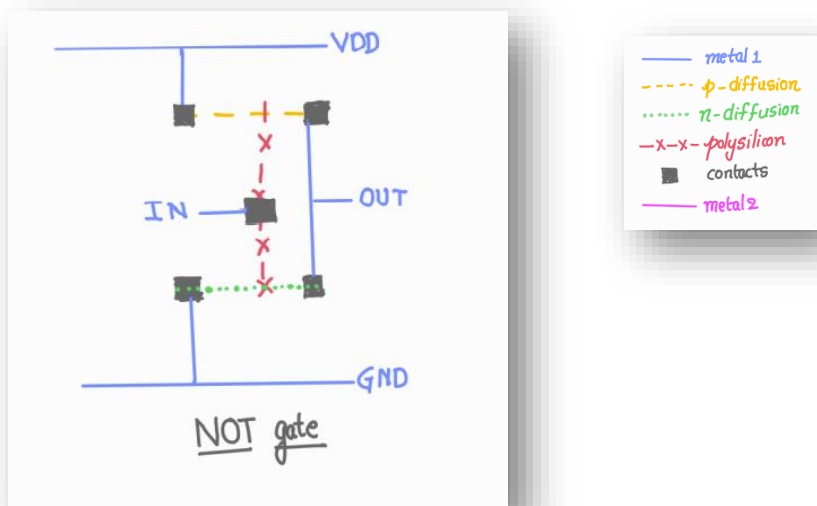 VDD
IN
OUT
GND
NOT gate
metal 1
p-diffusion
n-diffusion
polysilicon
contacts
metal 2